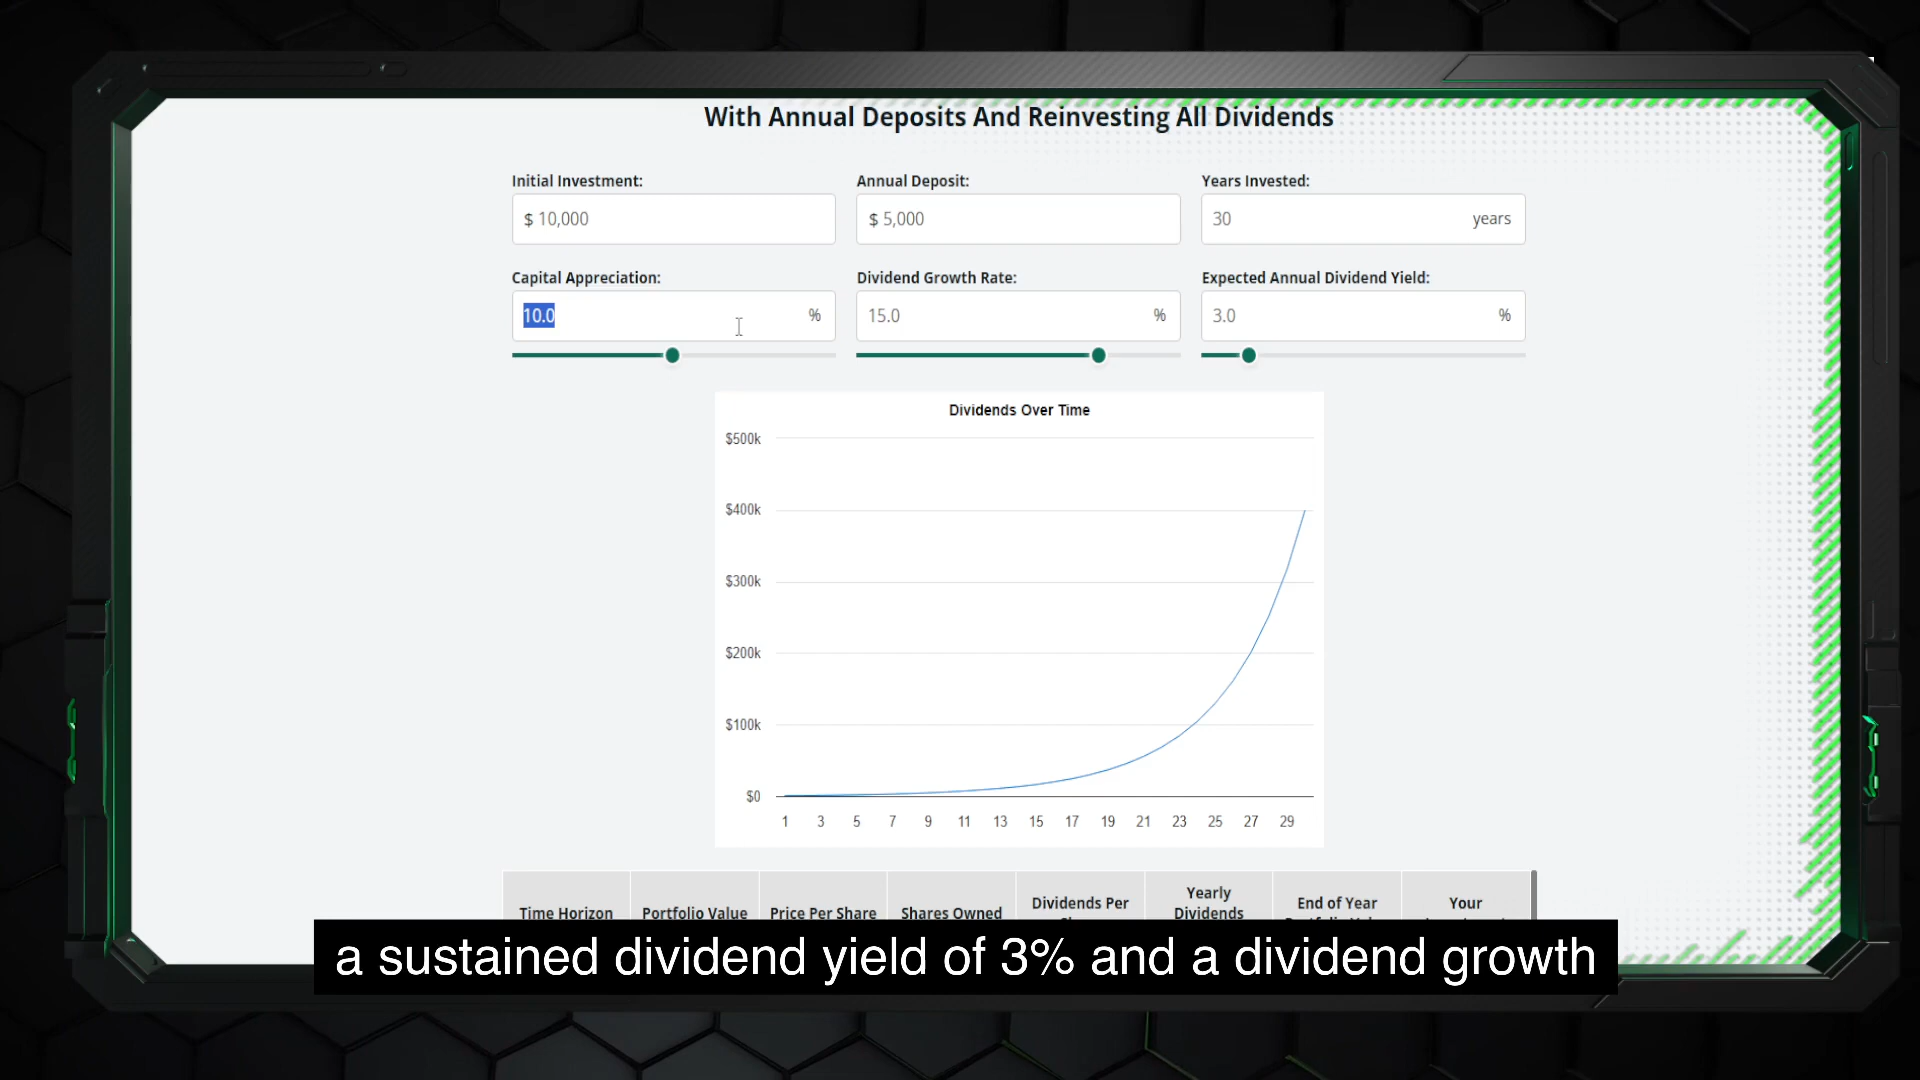 With Annual Deposits And Reinvesting All Dividends
Initial Investment:
Annual Deposit:
Years Invested:
$ 10,000
$ 5,000
30
years
Capital Appreciation:
Dividend Growth Rate:
Expected Annual Dividend Yield:
10.0
%
15.0
%
3.0
%
Dividends Over Time
$500k
$400k
$300k
$200k
$100k
$0
1 3 5 7 9 11 13 15 17 19 21 23 25 27 29
Time Horizon
Portfolio Value
Price Per Share
Shares Owned
Dividends Per
Yearly
Dividends
End of Year
Your
a sustained dividend yield of 3% and a dividend growth